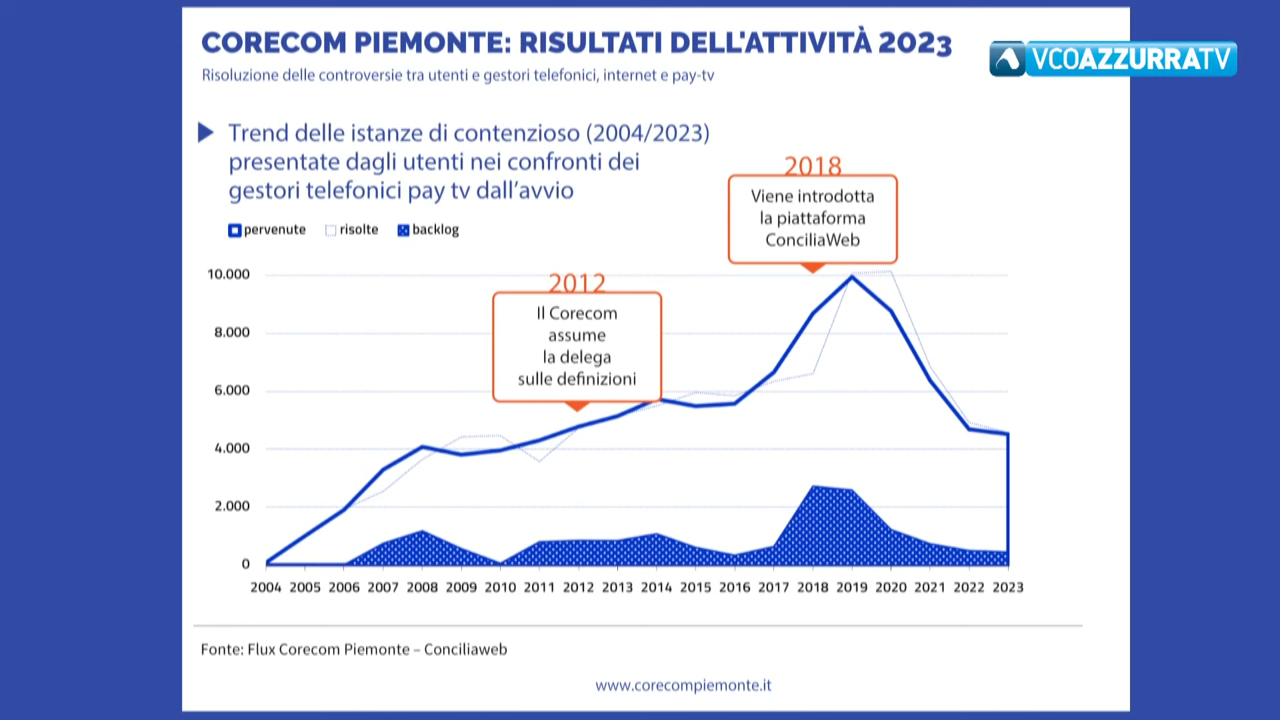 CORECOM PIEMONTE: RISULTATI DELL'ATTIVITÀ 2023
Risoluzione delle controversie tra utenti e gestori telefonici, internet e pay-tv
VCOAZZURRATV
Trend delle istanze di contenzioso (2004/2023)
presentate dagli utenti nei confronti dei
gestori telefonici pay tv dall'avvio
pervenute risolte backlog
2018
Viene introdotta
la piattaforma
ConciliaWeb
2012
Il Corecom
assume
la delega
sulle definizioni
10.000
8.000
6.000
4.000
2.000
0
2004 2005 2006 2007 2008 2009 2010 2011 2012 2013 2014 2015 2016 2017 2018 2019 2020 2021 2022 2023
Fonte: Flux Corecom Piemonte – Conciliaweb
www.corecompiemonte.it